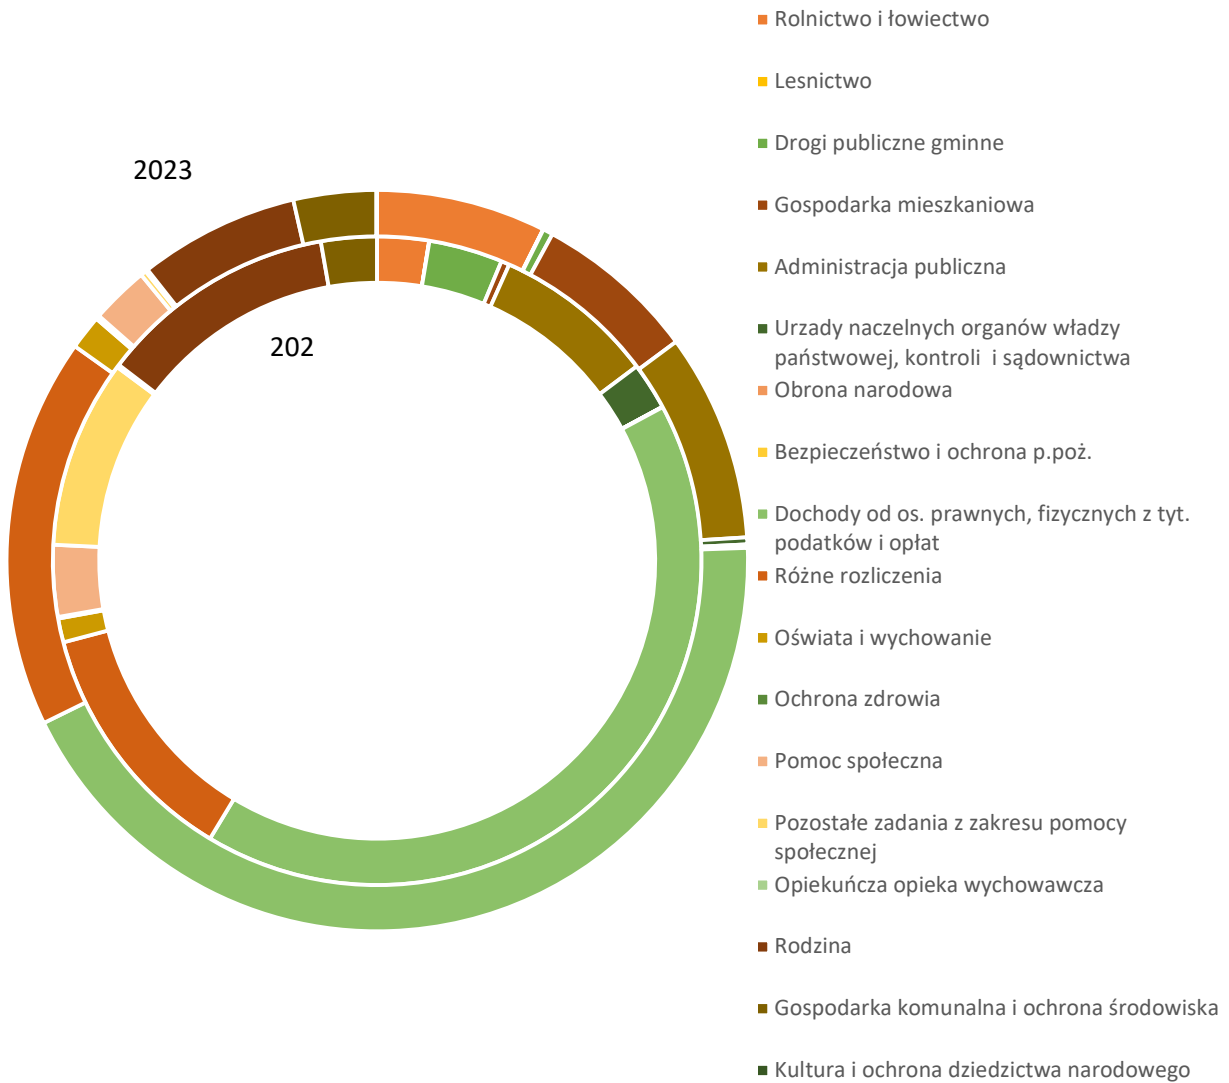 2023
202
Rolnictwo i łowiectwo
Lesnictwo
Drogi publiczne gminne
Gospodarka mieszkaniowa
Administracja publiczna
Urzady naczelnych organów władzy
państwowej, kontroli i sądownictwa
Obrona narodowa
Bezpieczeństwo i ochrona p.poż.
Dochody od os. prawnych, fizycznych z tyt.
podatków i opłat
Różne rozliczenia
Oświata i wychowanie
Ochrona zdrowia
Pomoc społeczna
Pozostałe zadania z zakresu pomocy
społecznej
Opiekuńcza opieka wychowawcza
Rodzina
Gospodarka komunalna i ochrona środowiska
Kultura i ochrona dziedzictwa narodowego